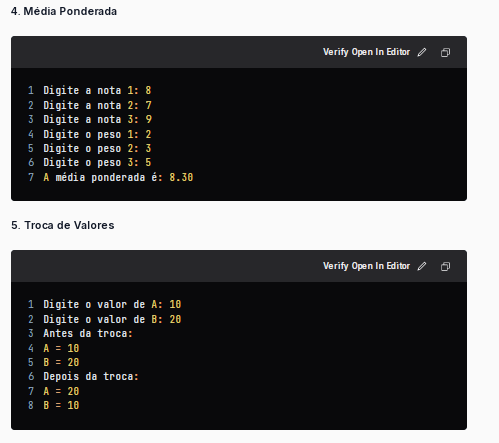 4. Média Ponderada
Verify Open In Editor
1 Digite a nota 1: 8
2 Digite a nota 2: 7
3 Digite a nota 3: 9
4 Digite o peso 1: 2
5 Digite o peso 2: 3
6 Digite o peso 3: 5
7 A média ponderada é: 8.30
5. Troca de Valores
Verify Open In Editor
1 Digite o valor de A: 10
2 Digite o valor de B: 20
3 Antes da troca:
4 A = 10
5 B = 20
6 Depois da troca:
7 A = 20
8 B = 10